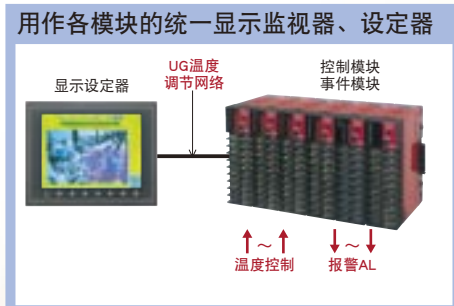 用作各模块的统一显示监视器、设定器
UG温度
调节网络
控制模块
事件模块
显示设定器
～
～
温度控制
报警AL